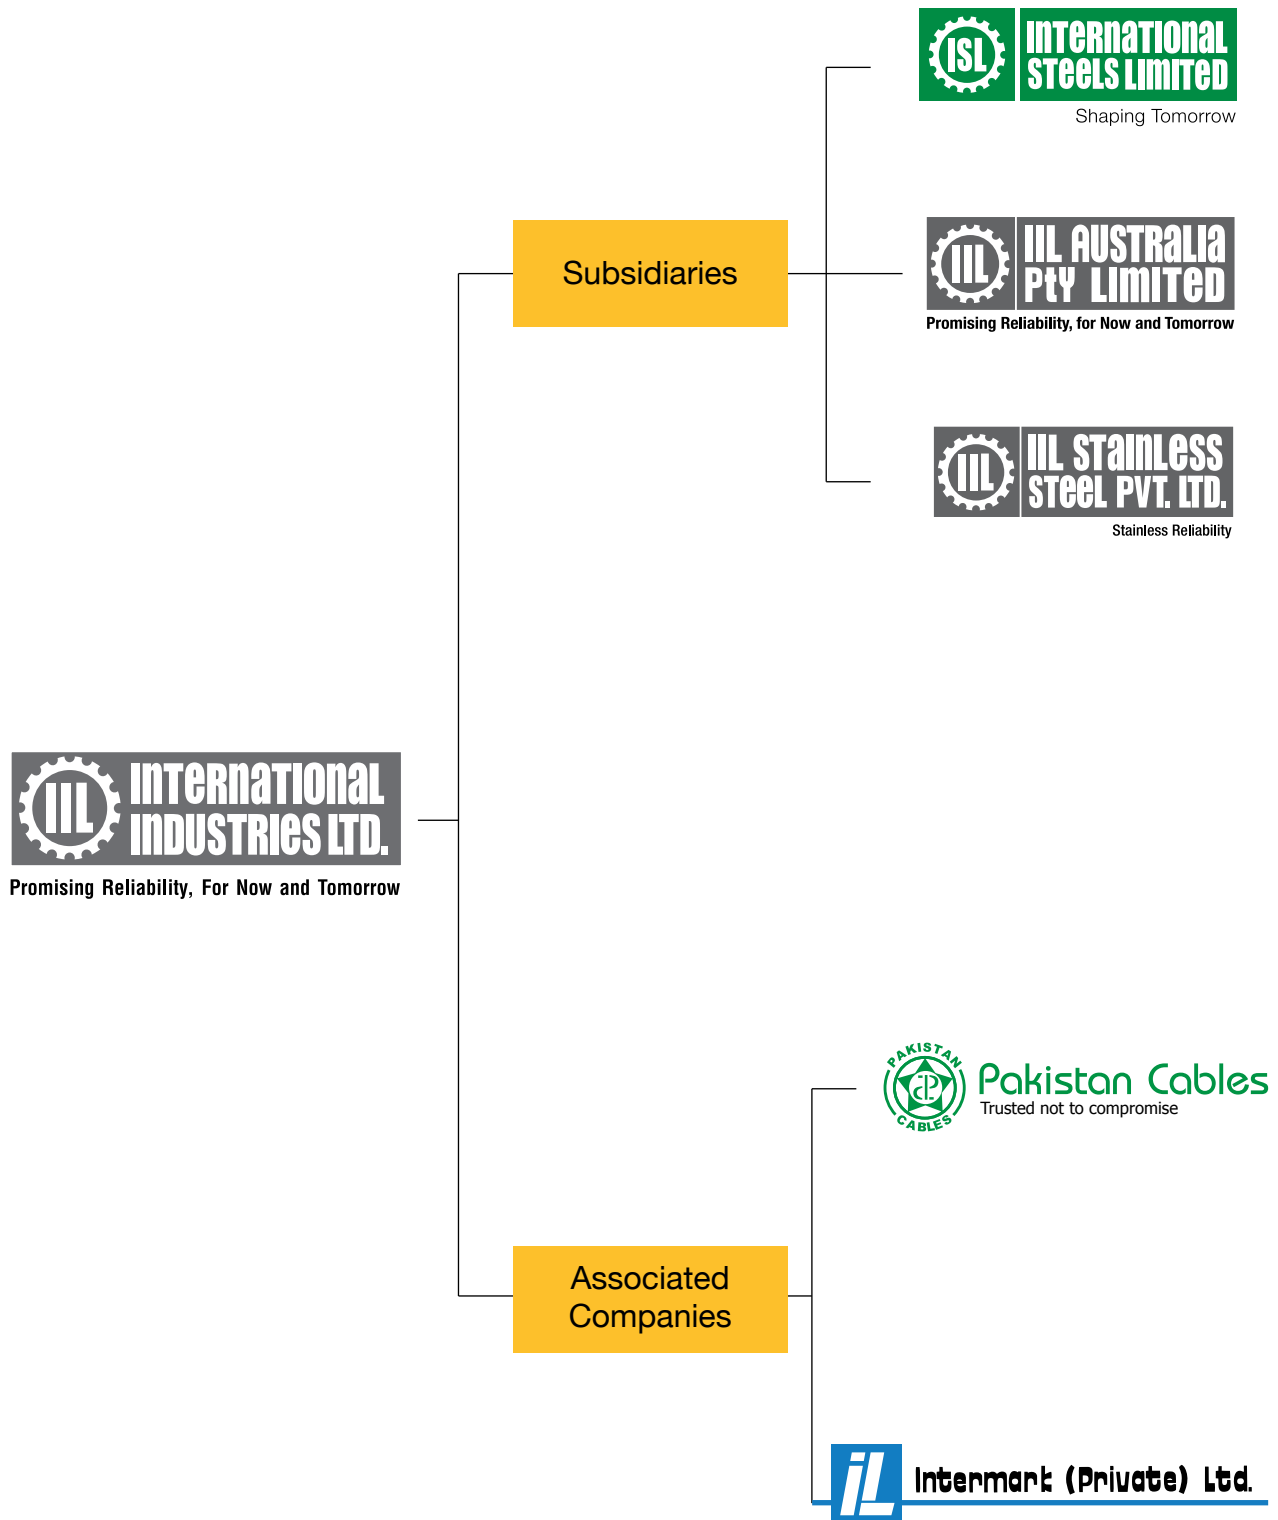 ISL
INTERNATIONAL
STEELS LIMITED
Shaping Tomorrow
Subsidiaries
IIL
IIL AUSTRALIA
PtY LIMITED
Promising Reliability, for Now and Tomorrow
IIL
IIL STAINLESS
STEEL PVT. LTD.
Stainless Reliability
IIL
INTERNATIONAL
INDUSTRIES LTD.
Promising Reliability, For Now and Tomorrow
PAKISTAN
CABLES
Pakistan Cables
Trusted not to compromise
Associated
Companies
iL
Intermark (Private) Ltd.